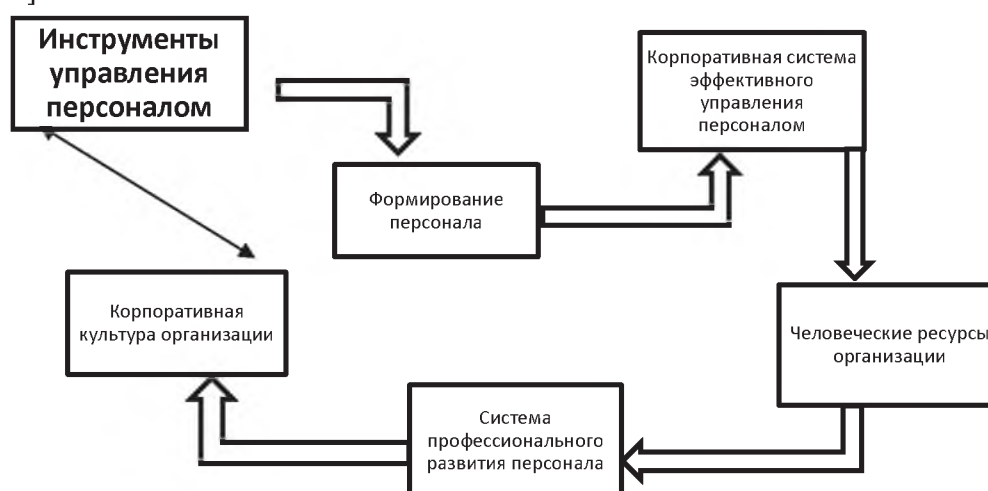 Инструменты
управления
персоналом
Корпоративная система
эффективного
управления
персоналом
Формирование
персонала
Корпоративная
культура организации
Человеческие ресурсы
организации
Система
профессионального
развития персонала